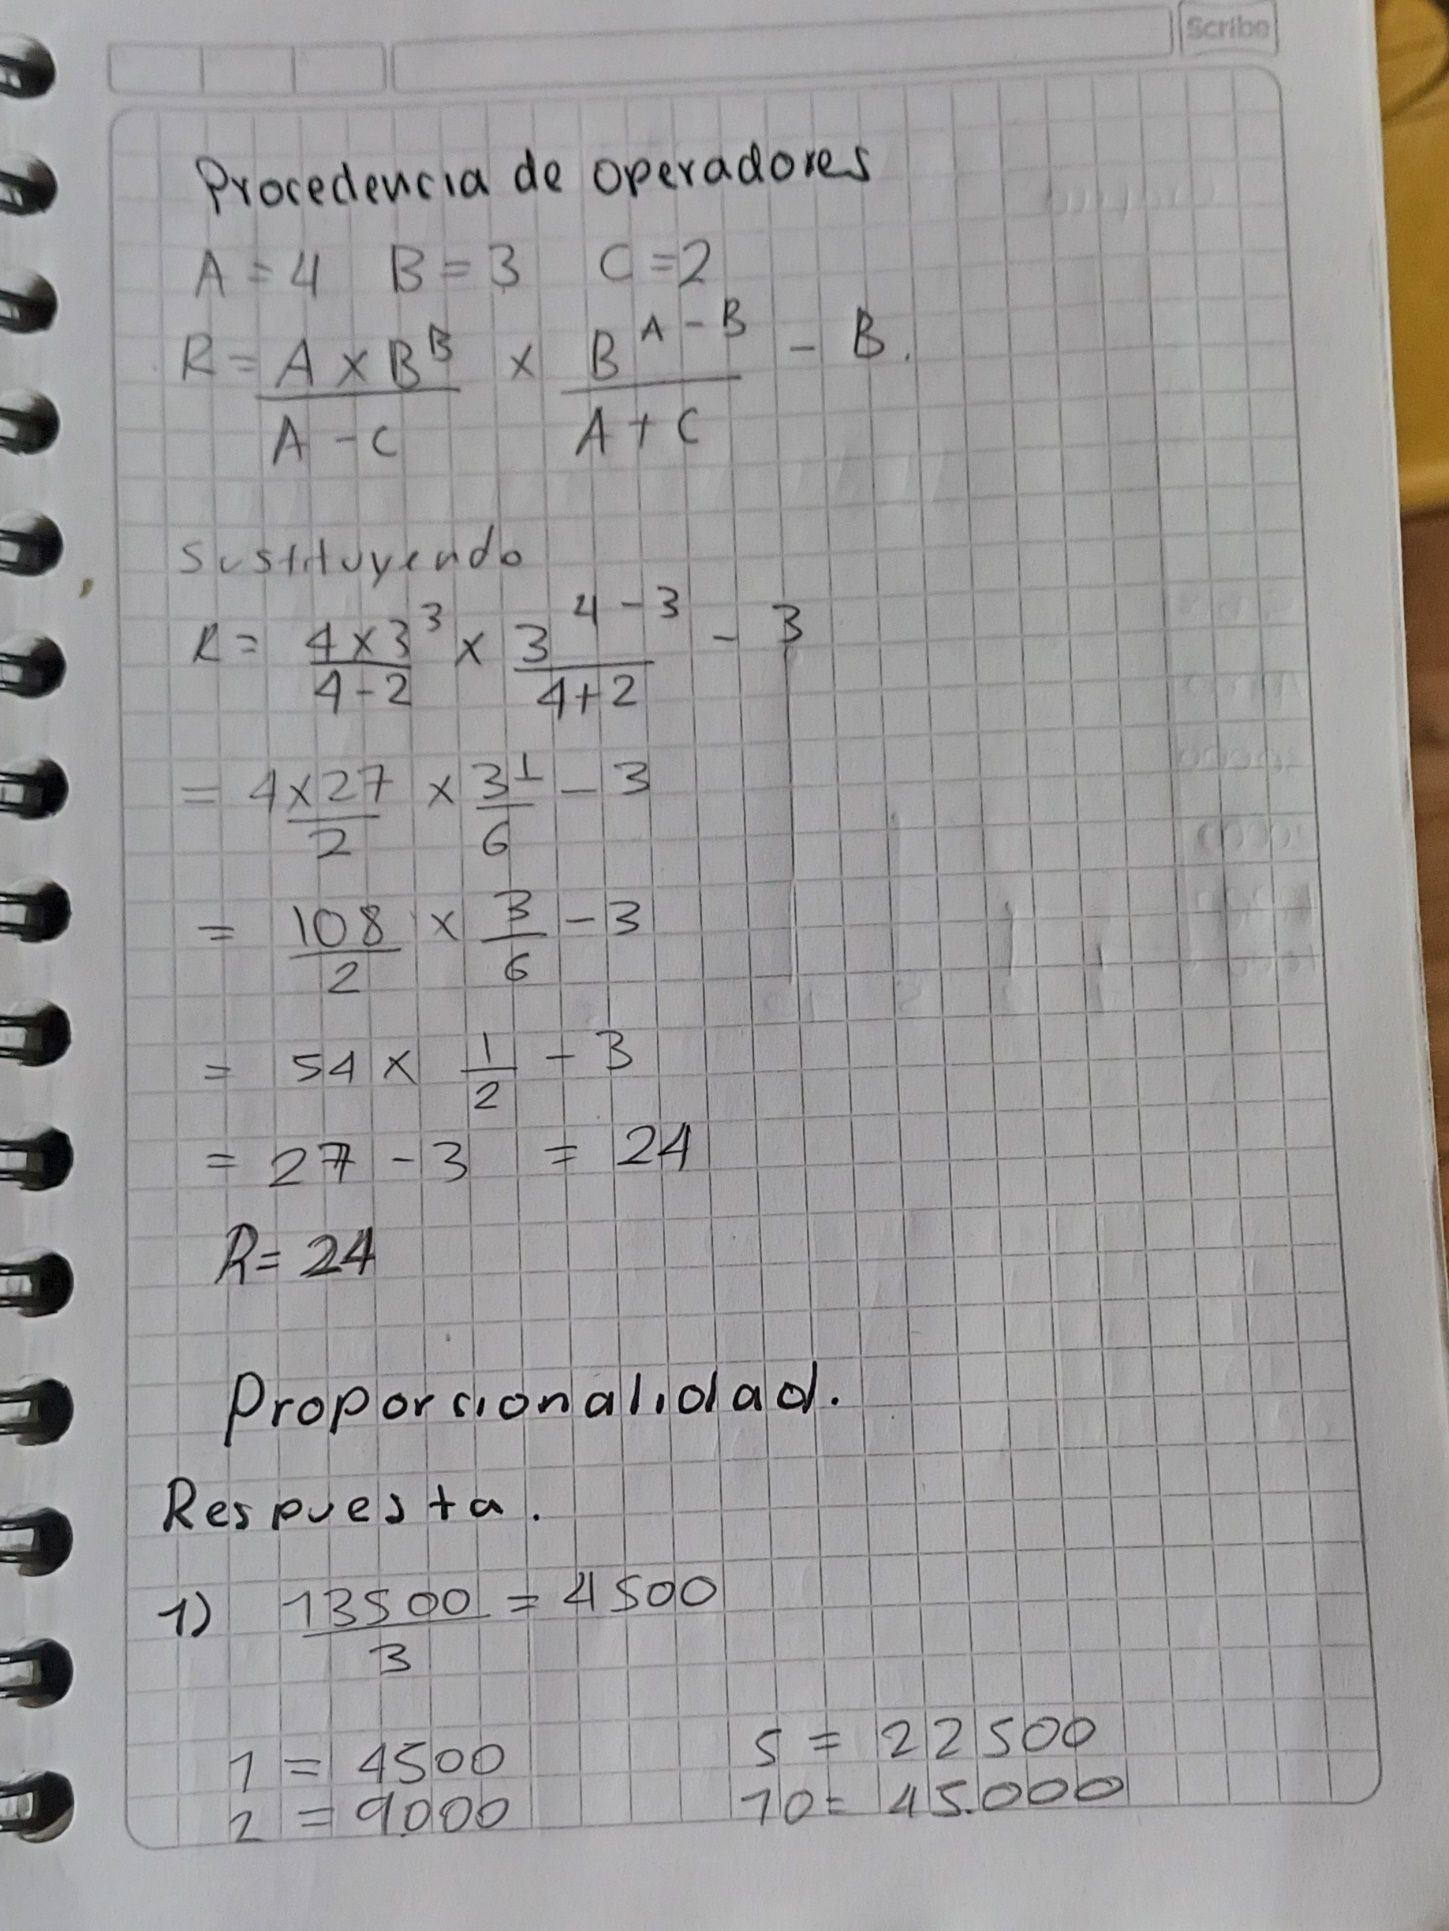 Scribe
Procedencia de operadores
A = 4 B = 3 C = 2
R = A × B^B / A - C × B^(A - B) / A + C - B.
Sustituyendo
R = 4 × 3^3 / 4 - 2 × 3^(4 - 3) / 4 + 2 - 3
= 4 × 27 / 2 × 3^1 / 6 - 3
= 108 / 2 × 3 / 6 - 3
= 54 × 1 / 2 - 3
= 27 - 3 = 24
R = 24
Proporcionalidad.
Respuesta.
1) 13500 / 3 = 4500
1 = 4500 5 = 22500
2 = 9000 10 = 45.000